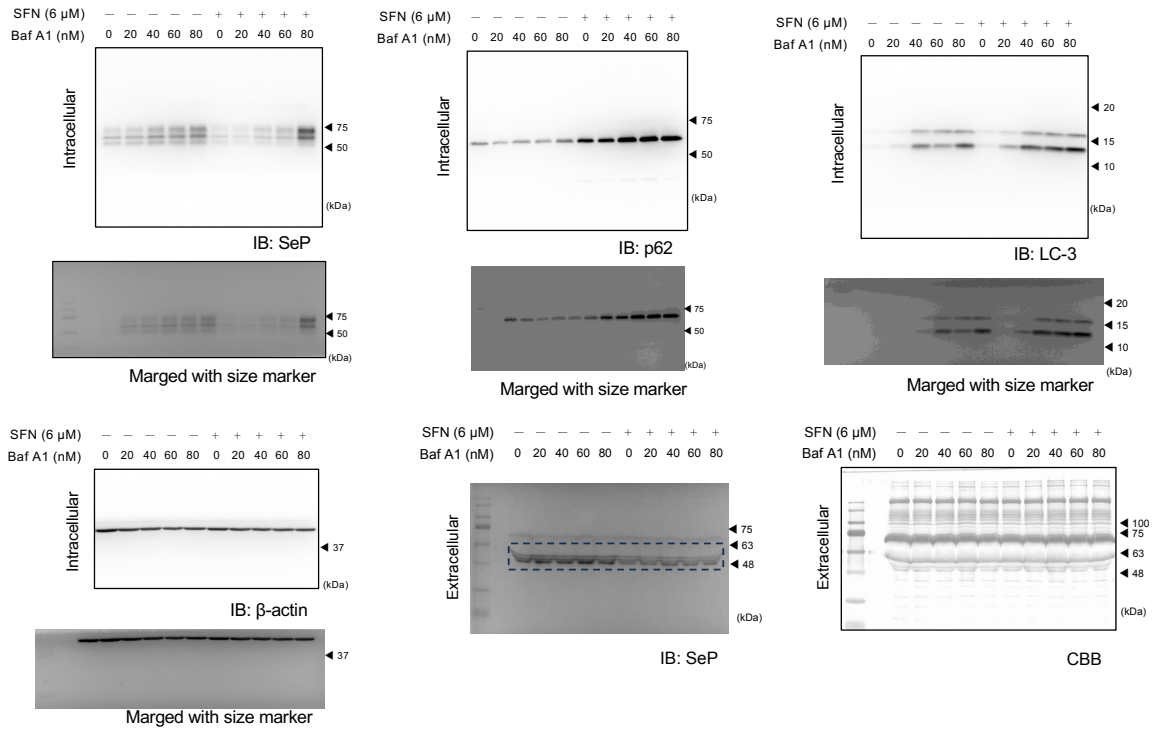 SFN (6 µM) — — — — — + + + + +
Baf A1 (nM) 0 20 40 60 80 0 20 40 60 80
Intracellular
75
50
(kDa)
IB: SeP
75
50
(kDa)
Marged with size marker
SFN (6 µM) — — — — — + + + + +
Baf A1 (nM) 0 20 40 60 80 0 20 40 60 80
Intracellular
75
50
(kDa)
IB: p62
75
50
(kDa)
Marged with size marker
SFN (6 µM) — — — — — + + + + +
Baf A1 (nM) 0 20 40 60 80 0 20 40 60 80
Intracellular
20
15
10
(kDa)
IB: LC-3
20
15
10
(kDa)
Marged with size marker
SFN (6 µM) — — — — — + + + + +
Baf A1 (nM) 0 20 40 60 80 0 20 40 60 80
Intracellular
37
(kDa)
IB: β-actin
37
Marged with size marker
SFN (6 µM) — — — — — + + + + +
Baf A1 (nM) 0 20 40 60 80 0 20 40 60 80
Extracellular
75
63
48
(kDa)
IB: SeP
SFN (6 µM) — — — — — + + + + +
Baf A1 (nM) 0 20 40 60 80 0 20 40 60 80
Extracellular
100
75
63
48
(kDa)
CBB